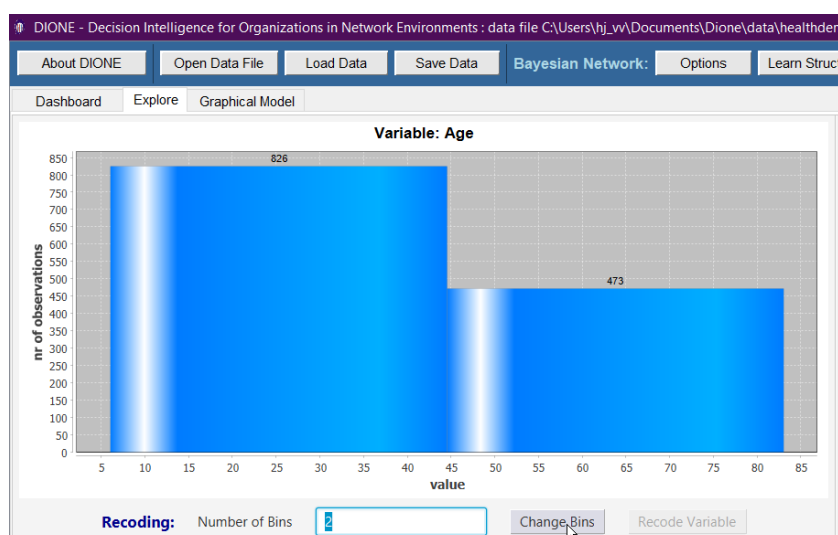 DIONE - Decision Intelligence for Organizations in Network Environments : data file C:\Users\hj_vv\Documents\Dione\data\healthder
About DIONE Open Data File Load Data Save Data Bayesian Network: Options Learn Struc
Dashboard Explore Graphical Model
Variable: Age
850
800
750
700
650
600
550
500
450
400
350
300
250
200
150
100
50
0
nr of observations
826
473
5 10 15 20 25 30 35 40 45 50 55 60 65 70 75 80 85
value
Recoding: Number of Bins 2 Change Bins Recode Variable